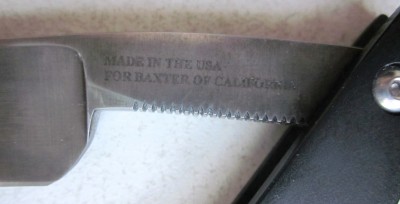 MADE IN THE USA
FOR BAXTER OF CALIFORNIA